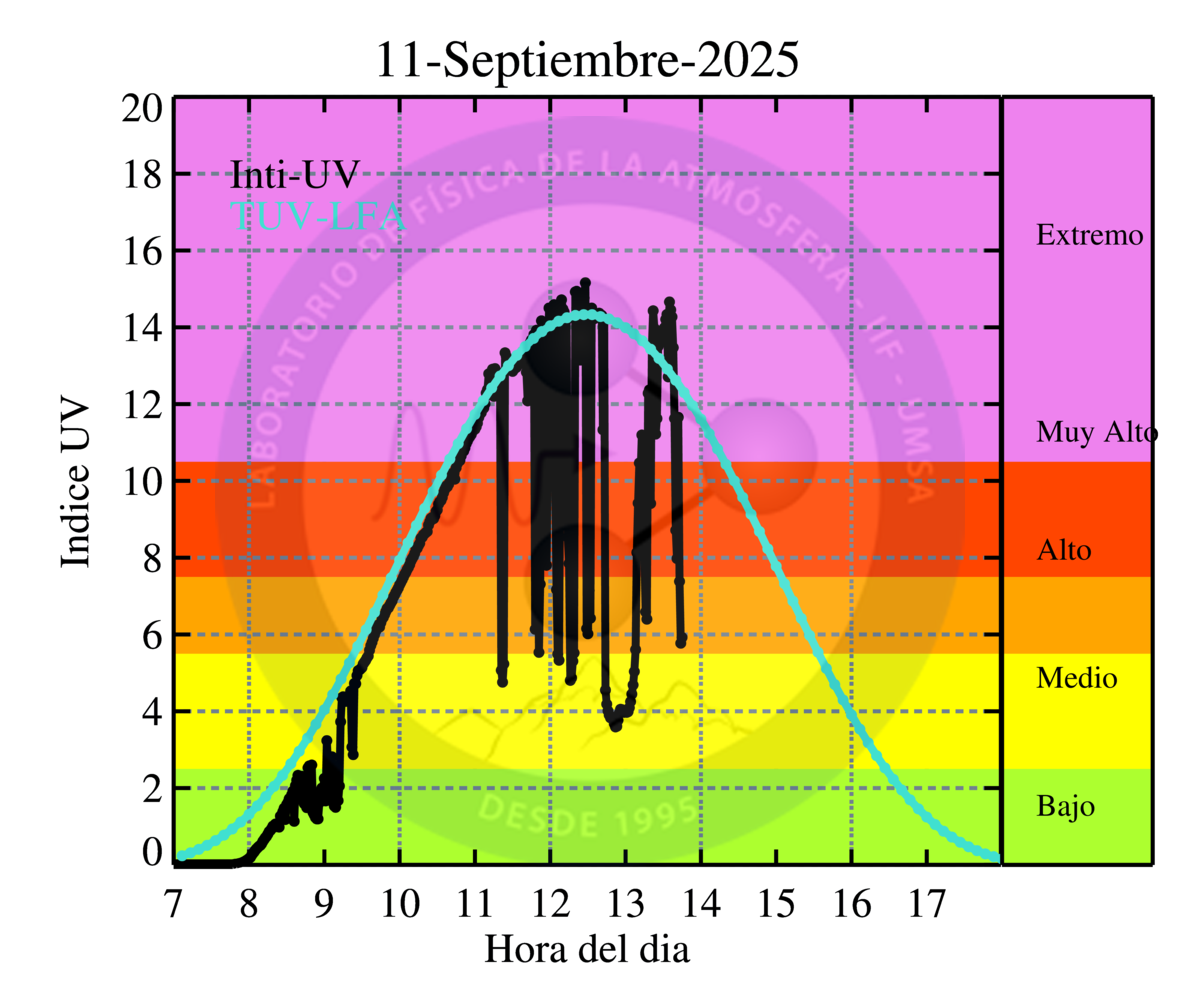 11-Septiembre-2025
20
18
16
14
12
10
8
6
4
2
0
Indice UV
Inti-UV
TUV-LFA
LABORATORIO DE FÍSICA DE LA ATMÓSFERA - IIF - UMSA
DESDE 1995
Extremo
Muy Alto
Alto
Medio
Bajo
7 8 9 10 11 12 13 14 15 16 17
Hora del dia